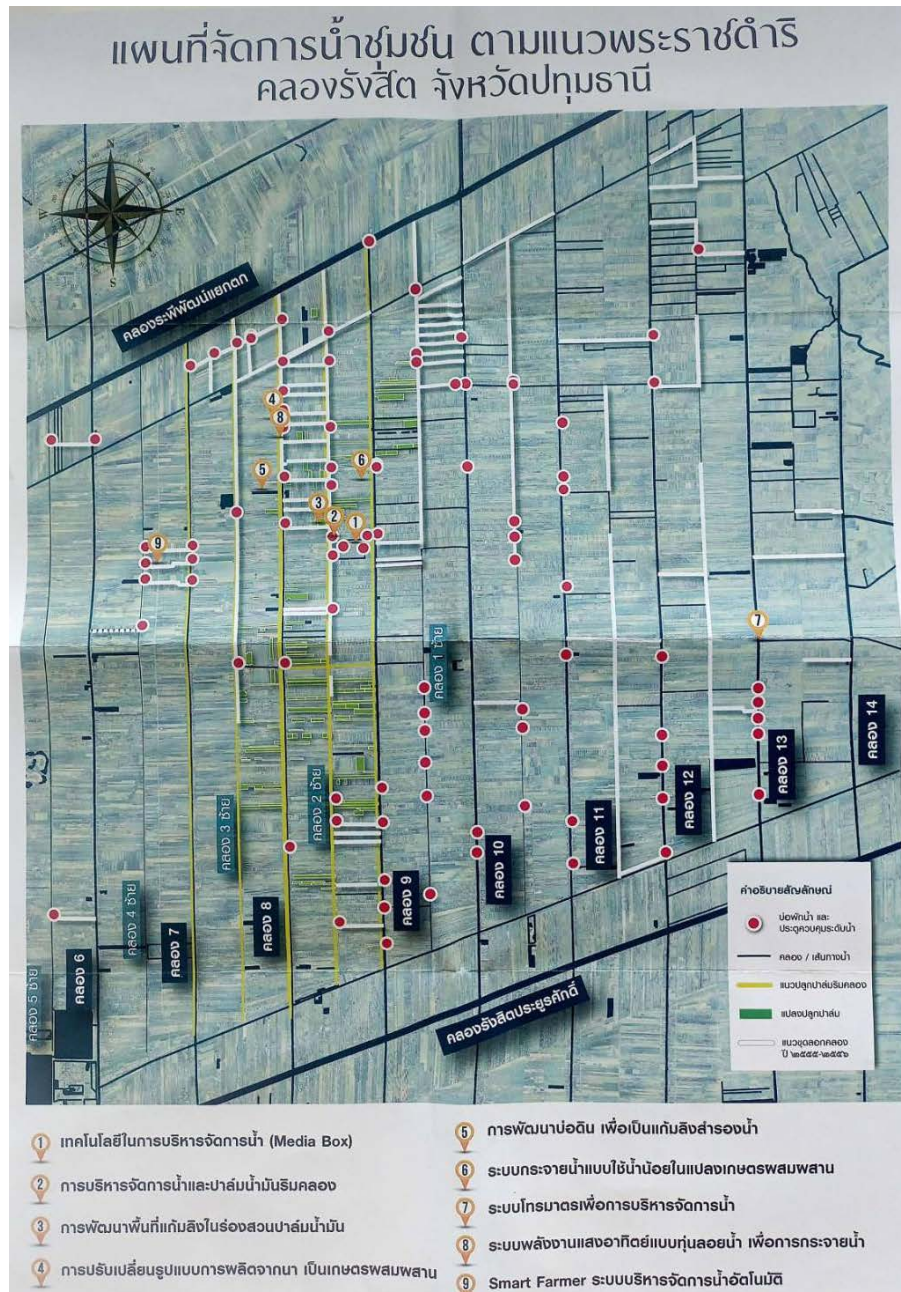 แผนที่จัดการน้ำชุมชน ตามแนวพระราชดำริ
คลองรังสิต จังหวัดปทุมธานี
N
E
S
W
คลองระพีพัฒน์แยกตก
4
8
6
5
3
2
1
9
7
คลอง 1 ซ้าย
คลอง 14
คลอง 13
คลอง 12
คลอง 2 ซ้าย
คลอง 3 ซ้าย
คลอง 11
คลอง 10
คลอง 9
คลอง 8
คลอง 4 ซ้าย
คลอง 7
คลอง 6
คลอง 5 ซ้าย
คลองรังสิตประยูรศักดิ์
คำอธิบายสัญลักษณ์
บ่อพักน้ำ และ
ประตูควบคุมระดับน้ำ
คลอง / เส้นทางน้ำ
แนวปลูกปาล์มริมคลอง
แปลงปลูกปาล์ม
แนวขุดลอกคลอง
ปี ๒๕๕๕-๒๕๕๖
1 เทคโนโลยีในการบริหารจัดการน้ำ (Media Box)
2 การบริหารจัดการน้ำและปาล์มน้ำมันริมคลอง
3 การพัฒนาพื้นที่แก้มลิงในร่องสวนปาล์มน้ำมัน
4 การปรับเปลี่ยนรูปแบบการผลิตจากนา เป็นเกษตรผสมผสาน
5 การพัฒนาบ่อดิน เพื่อเป็นแก้มลิงสำรองน้ำ
6 ระบบกระจายน้ำแบบใช้น้ำน้อยในแปลงเกษตรผสมผสาน
7 ระบบโทรมาตรเพื่อการบริหารจัดการน้ำ
8 ระบบพลังงานแสงอาทิตย์แบบทุ่นลอยน้ำ เพื่อการกระจายน้ำ
9 Smart Farmer ระบบบริหารจัดการน้ำอัตโนมัติ